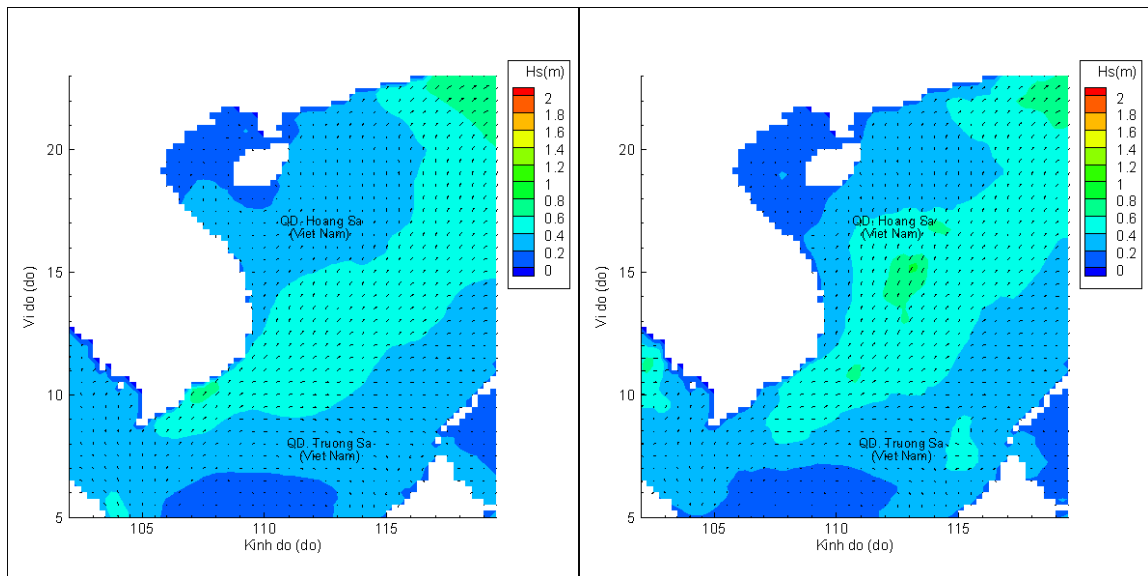 Hs(m)
2
1.8
1.6
1.4
1.2
1
0.8
0.6
0.4
0.2
0
20
15
10
5
Vi do (do)
QD. Hoang Sa
(Viet Nam)
QD. Truong Sa
(Viet Nam)
105
110
115
Kinh do (do)
Hs(m)
2
1.8
1.6
1.4
1.2
1
0.8
0.6
0.4
0.2
0
20
15
10
5
Vi do (do)
QD. Hoang Sa
(Viet Nam)
QD. Truong Sa
(Viet Nam)
105
110
115
Kinh do (do)